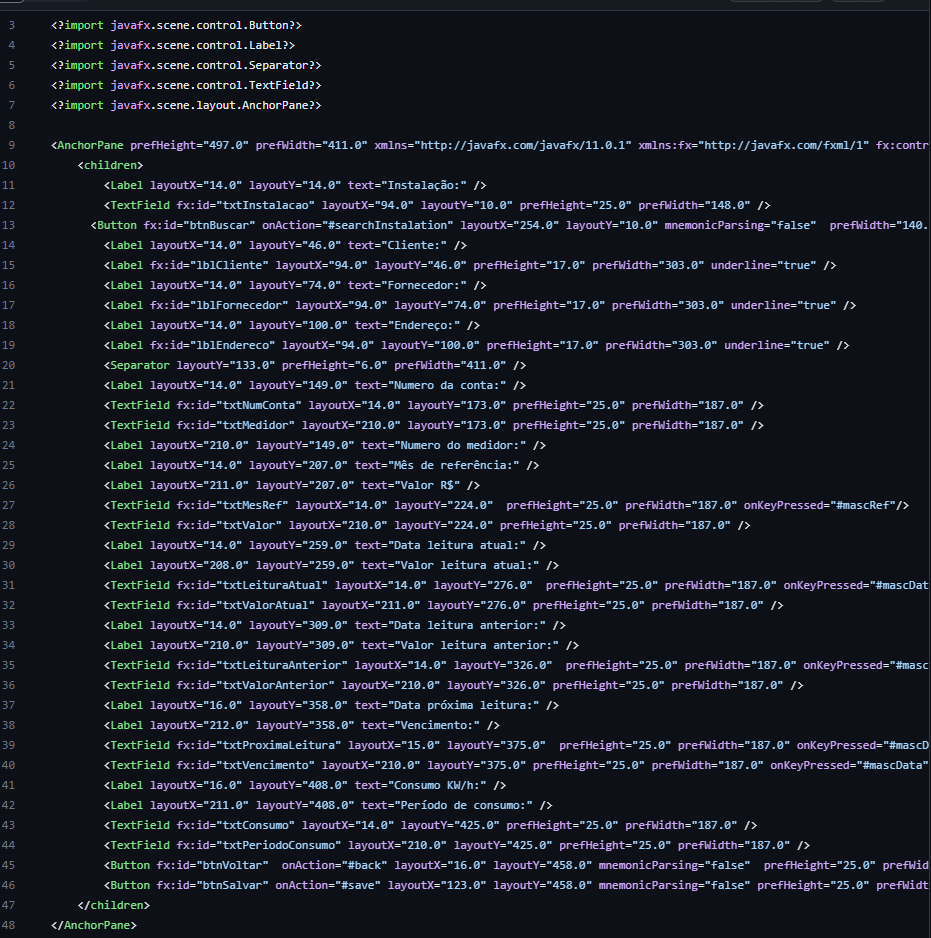 3 <?import javafx.scene.control.Button?>
4 <?import javafx.scene.control.Label?>
5 <?import javafx.scene.control.Separator?>
6 <?import javafx.scene.control.TextField?>
7 <?import javafx.scene.layout.AnchorPane?>
8
9 <AnchorPane prefHeight="497.0" prefWidth="411.0" xmlns="http://javafx.com/javafx/11.0.1" xmlns:fx="http://javafx.com/fxml/1" fx:contr
10 <children>
11 <Label layoutX="14.0" layoutY="14.0" text="Instalação:" />
12 <TextField fx:id="txtInstalacao" layoutX="94.0" layoutY="10.0" prefHeight="25.0" prefWidth="148.0" />
13 <Button fx:id="btnBuscar" onAction="#searchInstalation" layoutX="254.0" layoutY="10.0" mnemonicParsing="false"  prefWidth="140.
14 <Label layoutX="14.0" layoutY="46.0" text="Cliente:" />
15 <Label fx:id="lblCliente" layoutX="94.0" layoutY="46.0" prefHeight="17.0" prefWidth="303.0" underline="true" />
16 <Label layoutX="14.0" layoutY="74.0" text="Fornecedor:" />
17 <Label fx:id="lblFornecedor" layoutX="94.0" layoutY="74.0" prefHeight="17.0" prefWidth="303.0" underline="true" />
18 <Label layoutX="14.0" layoutY="100.0" text="Endereço:" />
19 <Label fx:id="lblEndereco" layoutX="94.0" layoutY="100.0" prefHeight="17.0" prefWidth="303.0" underline="true" />
20 <Separator layoutY="133.0" prefHeight="6.0" prefWidth="411.0" />
21 <Label layoutX="14.0" layoutY="149.0" text="Numero da conta:" />
22 <TextField fx:id="txtNumConta" layoutX="14.0" layoutY="173.0" prefHeight="25.0" prefWidth="187.0" />
23 <TextField fx:id="txtMedidor" layoutX="210.0" layoutY="173.0" prefHeight="25.0" prefWidth="187.0" />
24 <Label layoutX="210.0" layoutY="149.0" text="Numero do medidor:" />
25 <Label layoutX="14.0" layoutY="207.0" text="Mês de referência:" />
26 <Label layoutX="211.0" layoutY="207.0" text="Valor R$" />
27 <TextField fx:id="txtMesRef" layoutX="14.0" layoutY="224.0"  prefHeight="25.0" prefWidth="187.0" onKeyPressed="#mascRef"/>
28 <TextField fx:id="txtValor" layoutX="210.0" layoutY="224.0" prefHeight="25.0" prefWidth="187.0" />
29 <Label layoutX="14.0" layoutY="259.0" text="Data leitura atual:" />
30 <Label layoutX="208.0" layoutY="259.0" text="Valor leitura atual:" />
31 <TextField fx:id="txtLeituraAtual" layoutX="14.0" layoutY="276.0"  prefHeight="25.0" prefWidth="187.0" onKeyPressed="#mascDat
32 <TextField fx:id="txtValorAtual" layoutX="211.0" layoutY="276.0" prefHeight="25.0" prefWidth="187.0" />
33 <Label layoutX="14.0" layoutY="309.0" text="Data leitura anterior:" />
34 <Label layoutX="210.0" layoutY="309.0" text="Valor leitura anterior:" />
35 <TextField fx:id="txtLeituraAnterior" layoutX="14.0" layoutY="326.0"  prefHeight="25.0" prefWidth="187.0" onKeyPressed="#masc
36 <TextField fx:id="txtValorAnterior" layoutX="210.0" layoutY="326.0" prefHeight="25.0" prefWidth="187.0" />
37 <Label layoutX="16.0" layoutY="358.0" text="Data próxima leitura:" />
38 <Label layoutX="212.0" layoutY="358.0" text="Vencimento:" />
39 <TextField fx:id="txtProximaLeitura" layoutX="15.0" layoutY="375.0"  prefHeight="25.0" prefWidth="187.0" onKeyPressed="#mascD
40 <TextField fx:id="txtVencimento" layoutX="210.0" layoutY="375.0" prefHeight="25.0" prefWidth="187.0" onKeyPressed="#mascData"
41 <Label layoutX="16.0" layoutY="408.0" text="Consumo KW/h:" />
42 <Label layoutX="211.0" layoutY="408.0" text="Período de consumo:" />
43 <TextField fx:id="txtConsumo" layoutX="14.0" layoutY="425.0" prefHeight="25.0" prefWidth="187.0" />
44 <TextField fx:id="txtPeriodoConsumo" layoutX="210.0" layoutY="425.0" prefHeight="25.0" prefWidth="187.0" />
45 <Button fx:id="btnVoltar"  onAction="#back" layoutX="16.0" layoutY="458.0" mnemonicParsing="false"  prefHeight="25.0" prefWid
46 <Button fx:id="btnSalvar" onAction="#save" layoutX="123.0" layoutY="458.0" mnemonicParsing="false" prefHeight="25.0" prefWidt
47 </children>
48 </AnchorPane>